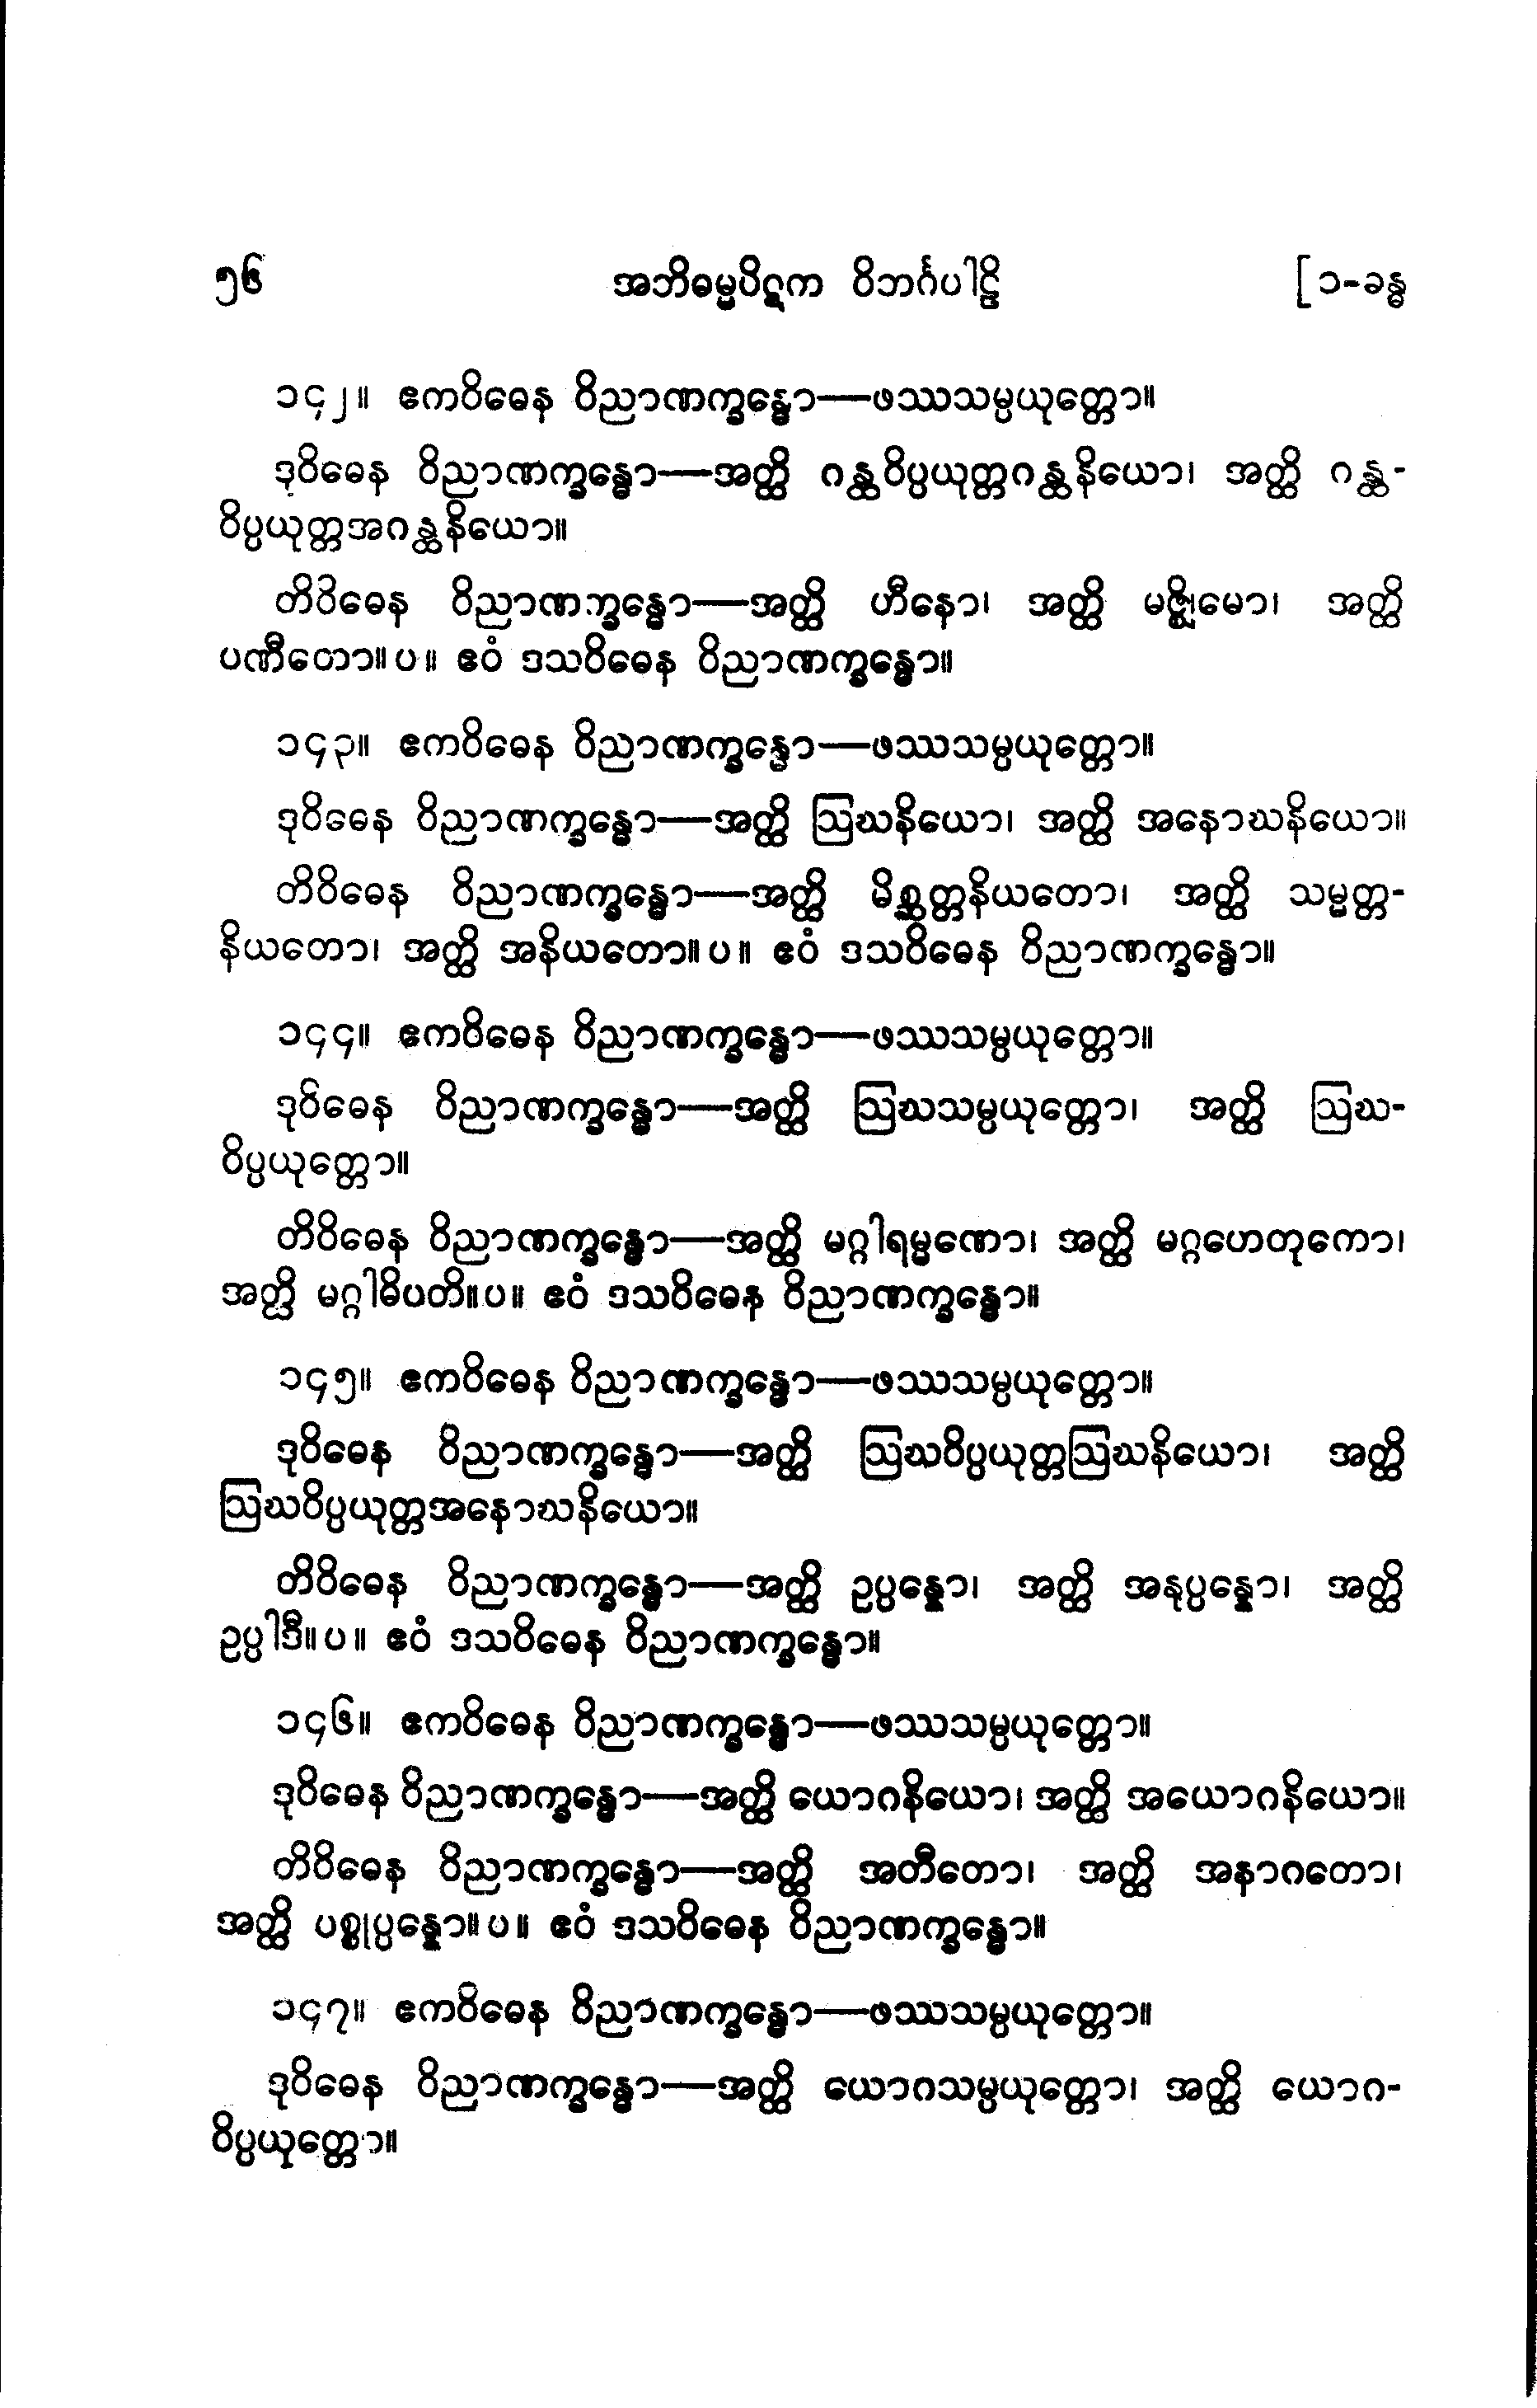 ၅၆ အဘိဓမ္မပိဋက ဝိဘင်္ဂပါဠိ [ ၁-ခန္ဓ
၁၄၂။ ဧကဝိဓေန ဝိညာဏက္ခန္ဓော—ဖဿသမ္ပယုတ္တော။
ဒုဝိဓေန ဝိညာဏက္ခန္ဓော—အတ္ထိ ဂန္ထဝိပ္ပယုတ္တဂန္ထနိယော၊ အတ္ထိ ဂန္ထ-
ဝိပ္ပယုတ္တအဂန္ထနိယော။
တိဝိဓေန ဝိညာဏက္ခန္ဓော—အတ္ထိ ဟီနော၊ အတ္ထိ မဇ္ဈိမော၊ အတ္ထိ
ပဏီတော။ပ။ ဧဝံ ဒသဝိဓေန ဝိညာဏက္ခန္ဓော။
၁၄၃။ ဧကဝိဓေန ဝိညာဏက္ခန္ဓော—ဖဿသမ္ပယုတ္တော။
ဒုဝိဓေန ဝိညာဏက္ခန္ဓော—အတ္ထိ ဩဃနိယော၊ အတ္ထိ အနောဃနိယော။
တိဝိဓေန ဝိညာဏက္ခန္ဓော—အတ္ထိ မိစ္ဆတ္တနိယတော၊ အတ္ထိ သမ္မတ္တ-
နိယတော၊ အတ္ထိ အနိယတော။ပ။ ဧဝံ ဒသဝိဓေန ဝိညာဏက္ခန္ဓော။
၁၄၄။ ဧကဝိဓေန ဝိညာဏက္ခန္ဓော—ဖဿသမ္ပယုတ္တော။
ဒုဝိဓေန ဝိညာဏက္ခန္ဓော—အတ္ထိ ဩဃသမ္ပယုတ္တော၊ အတ္ထိ ဩဃ-
ဝိပ္ပယုတ္တော။
တိဝိဓေန ဝိညာဏက္ခန္ဓော—အတ္ထိ မဂ္ဂါရမ္မဏော၊ အတ္ထိ မဂ္ဂဟေတုကော၊
အတ္ထိ မဂ္ဂါဓိပတိ။ပ။ ဧဝံ ဒသဝိဓေန ဝိညာဏက္ခန္ဓော။
၁၄၅။ ဧကဝိဓေန ဝိညာဏက္ခန္ဓော—ဖဿသမ္ပယုတ္တော။
ဒုဝိဓေန ဝိညာဏက္ခန္ဓော—အတ္ထိ ဩဃဝိပ္ပယုတ္တဩဃနိယော၊ အတ္ထိ
ဩဃဝိပ္ပယုတ္တအနောဃနိယော။
တိဝိဓေန ဝိညာဏက္ခန္ဓော—အတ္ထိ ဥပ္ပန္နော၊ အတ္ထိ အနုပ္ပန္နော၊ အတ္ထိ
ဥပ္ပါဒီ။ပ။ ဧဝံ ဒသဝိဓေန ဝိညာဏက္ခန္ဓော။
၁၄၆။ ဧကဝိဓေန ဝိညာဏက္ခန္ဓော—ဖဿသမ္ပယုတ္တော။
ဒုဝိဓေန ဝိညာဏက္ခန္ဓော—အတ္ထိ ယောဂနိယော၊ အတ္ထိ အယောဂနိယော။
တိဝိဓေန ဝိညာဏက္ခန္ဓော—အတ္ထိ အတီတော၊ အတ္ထိ အနာဂတော၊
အတ္ထိ ပစ္စုပ္ပန္နော။ပ။ ဧဝံ ဒသဝိဓေန ဝိညာဏက္ခန္ဓော။
၁၄၇။ ဧကဝိဓေန ဝိညာဏက္ခန္ဓော—ဖဿသမ္ပယုတ္တော။
ဒုဝိဓေန ဝိညာဏက္ခန္ဓော—အတ္ထိ ယောဂသမ္ပယုတ္တော၊ အတ္ထိ ယောဂ-
ဝိပ္ပယုတ္တော။